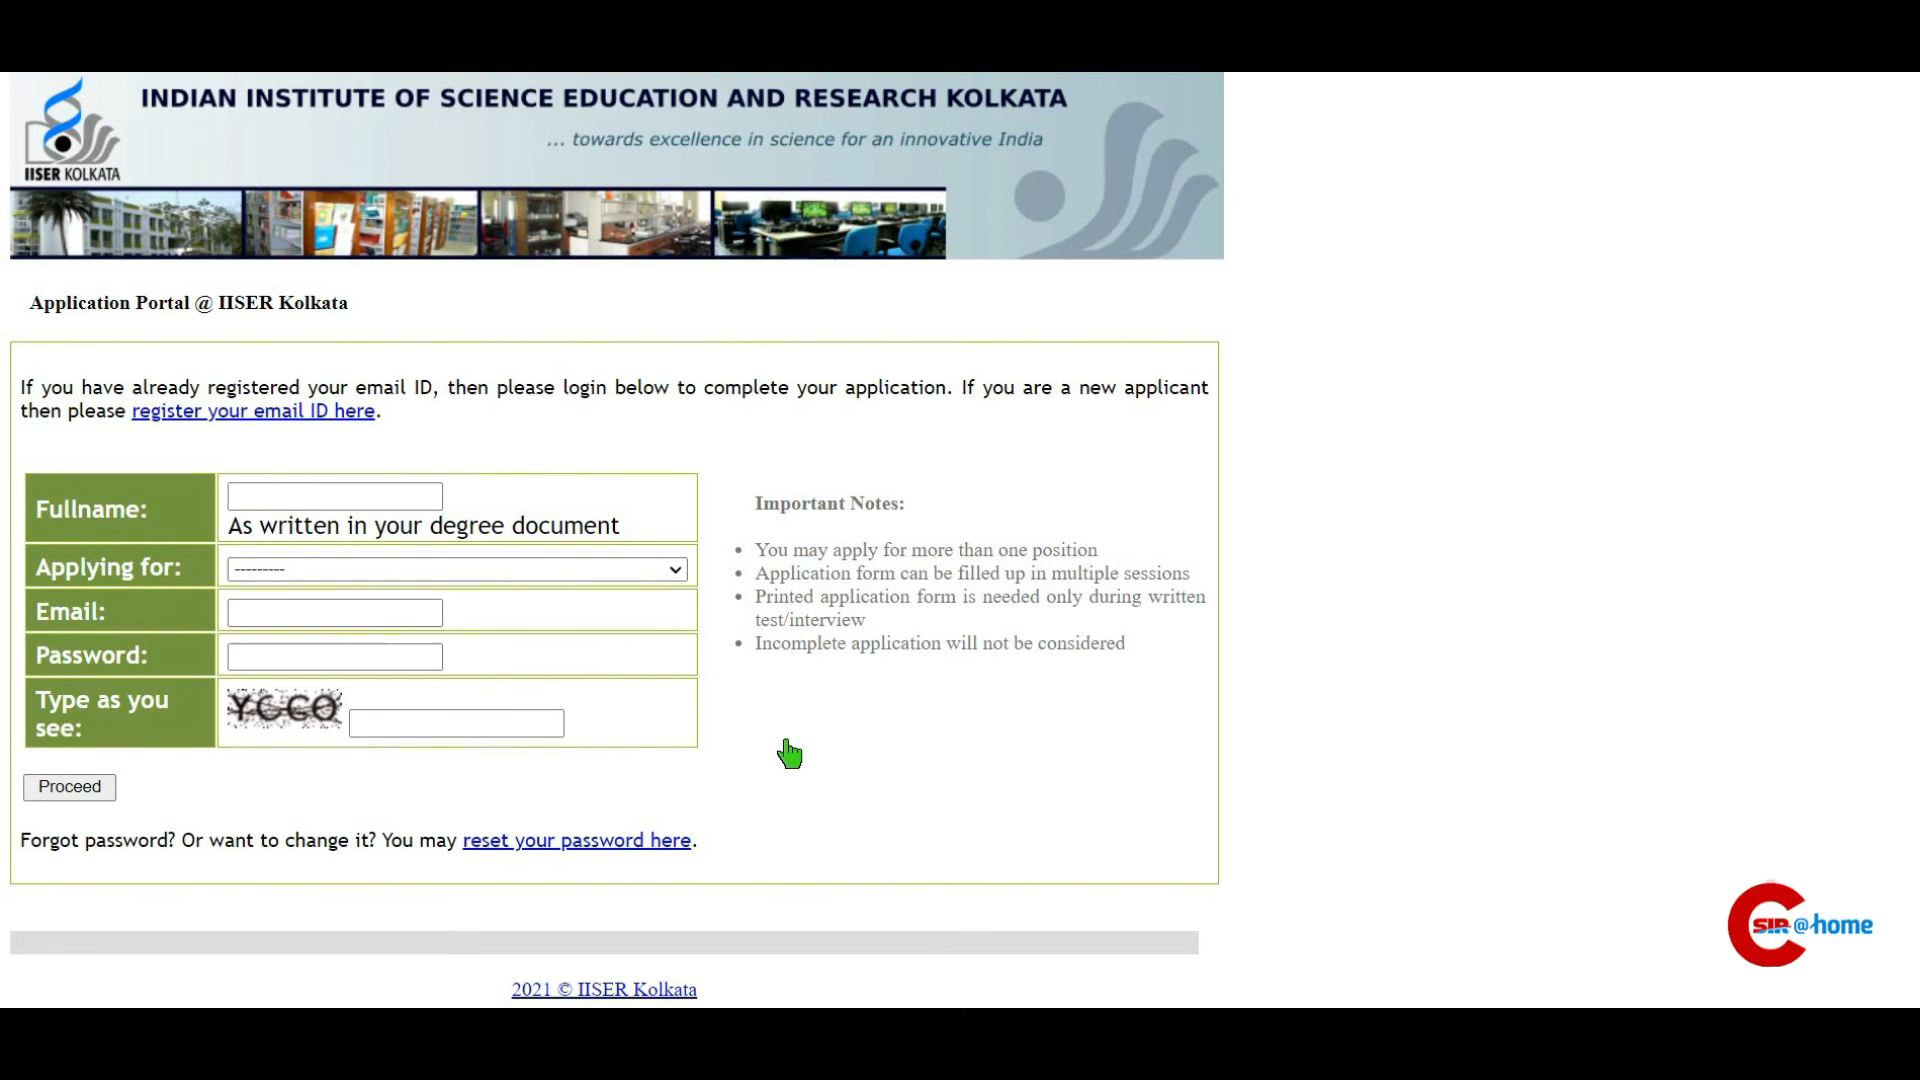 INDIAN INSTITUTE OF SCIENCE EDUCATION AND RESEARCH KOLKATA
... towards excellence in science for an innovative India
IISER KOLKATA
Application Portal @ IISER Kolkata
If you have already registered your email ID, then please login below to complete your application. If you are a new applicant
then please register your email ID here.
Fullname:
As written in your degree document
Applying for:
---------
Email:
Password:
Type as you
see:
Proceed
Important Notes:
• You may apply for more than one position
• Application form can be filled up in multiple sessions
• Printed application form is needed only during written
test/interview
• Incomplete application will not be considered
Forgot password? Or want to change it? You may reset your password here.
CSIR@home
2021 © IISER Kolkata